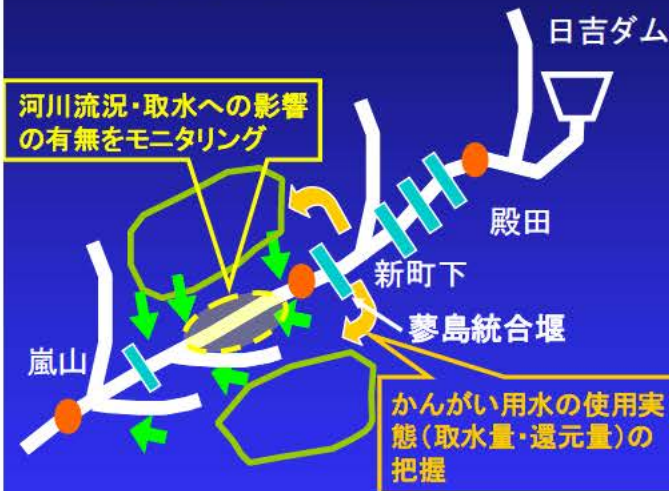 日吉ダム
河川流況・取水への影響
の有無をモニタリング
殿田
新町下
蓼島統合堰
嵐山
かんがい用水の使用実
態(取水量・還元量)の
把握